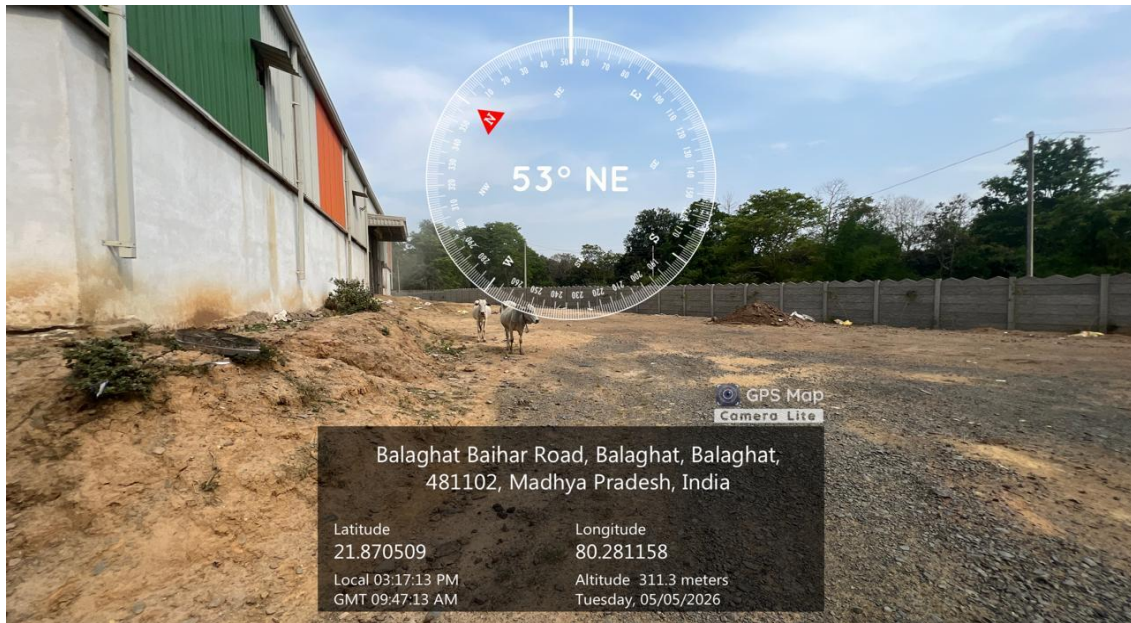 N
53° NE
GPS Map
Camera Lite
Balaghat Baihar Road, Balaghat, Balaghat,
481102, Madhya Pradesh, India
Latitude
21.870509
Longitude
80.281158
Local 03:17:13 PM
GMT 09:47:13 AM
Altitude 311.3 meters
Tuesday, 05/05/2026